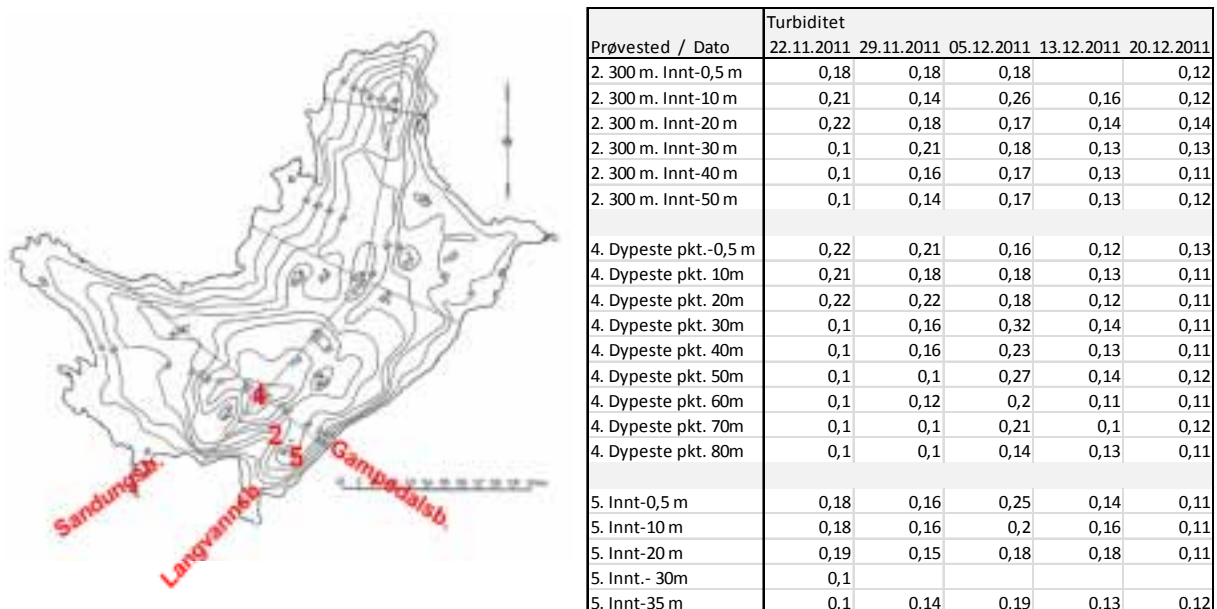 4
2
5
Sandungsb.
Langvannsb.
Gampedalsb.
Turbiditet
Prøvested / Dato 22.11.2011 29.11.2011 05.12.2011 13.12.2011 20.12.2011
2. 300 m. Innt-0,5 m 0,18 0,18 0,18 0,12
2. 300 m. Innt-10 m 0,21 0,14 0,26 0,16 0,12
2. 300 m. Innt-20 m 0,22 0,18 0,17 0,14 0,14
2. 300 m. Innt-30 m 0,1 0,21 0,18 0,13 0,13
2. 300 m. Innt-40 m 0,1 0,16 0,17 0,13 0,11
2. 300 m. Innt-50 m 0,1 0,14 0,17 0,13 0,12
4. Dypeste pkt.-0,5 m 0,22 0,21 0,16 0,12 0,13
4. Dypeste pkt. 10m 0,21 0,18 0,18 0,13 0,11
4. Dypeste pkt. 20m 0,22 0,22 0,18 0,12 0,11
4. Dypeste pkt. 30m 0,1 0,16 0,32 0,14 0,11
4. Dypeste pkt. 40m 0,1 0,16 0,23 0,13 0,11
4. Dypeste pkt. 50m 0,1 0,1 0,27 0,14 0,12
4. Dypeste pkt. 60m 0,1 0,12 0,2 0,11 0,11
4. Dypeste pkt. 70m 0,1 0,1 0,21 0,1 0,12
4. Dypeste pkt. 80m 0,1 0,1 0,14 0,13 0,11
5. Innt-0,5 m 0,18 0,16 0,25 0,14 0,11
5. Innt-10 m 0,18 0,16 0,2 0,16 0,11
5. Innt-20 m 0,19 0,15 0,18 0,18 0,11
5. Innt.- 30m 0,1
5. Innt-35 m 0,1 0,14 0,19 0,13 0,12